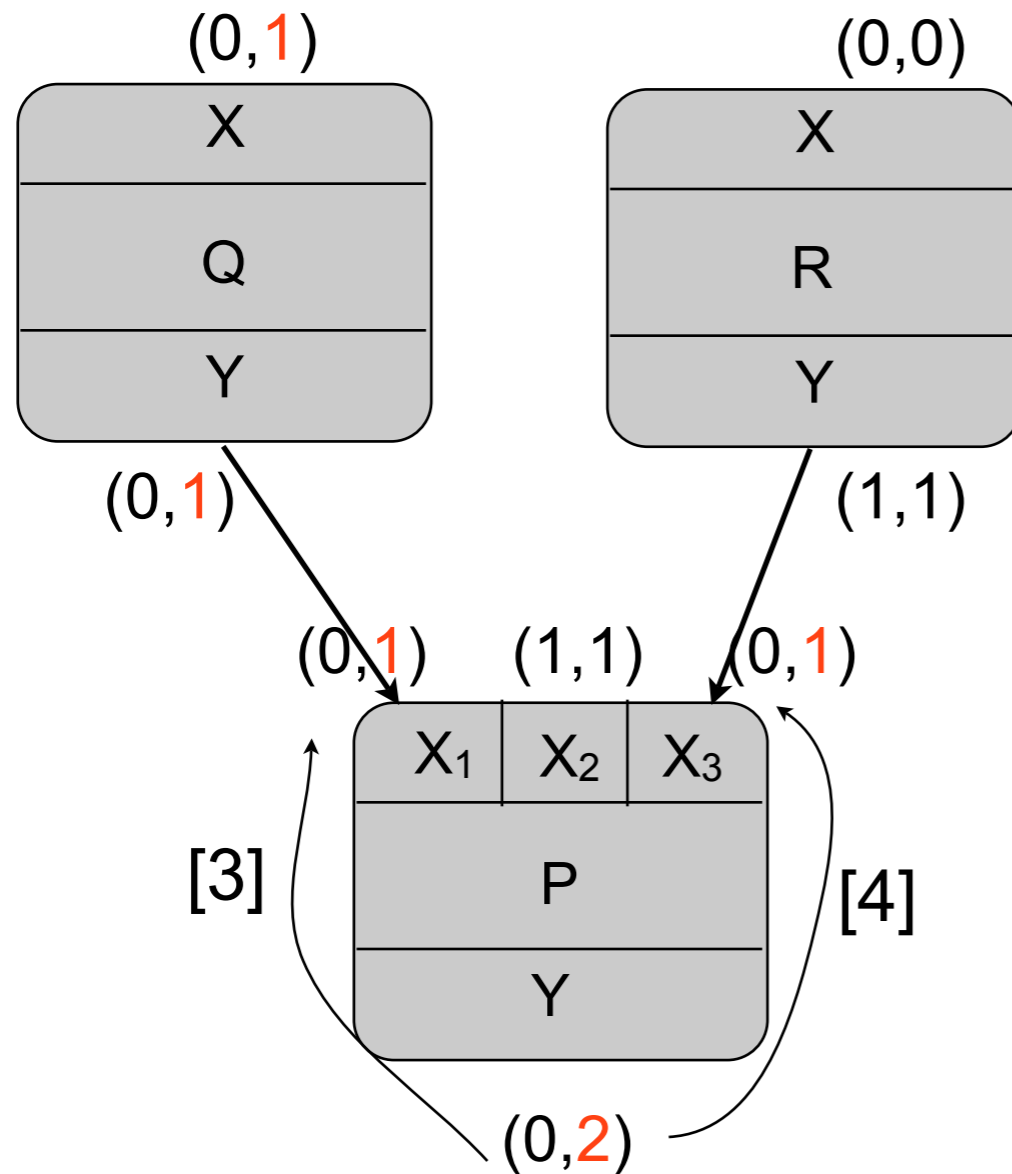 (0,1) (0,0)
X X
Q R
Y Y
(0,1) (1,1)
(0,1) (1,1) (0,1)
X₁ X₂ X₃
[3] P [4]
Y
(0,2)